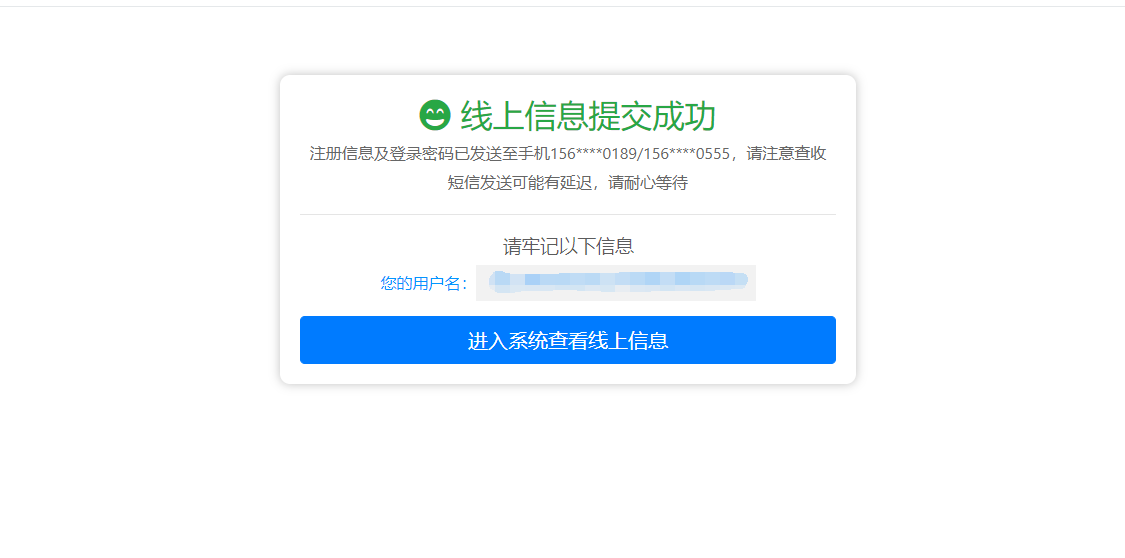 线上信息提交成功
注册信息及登录密码已发送至手机156****0189/156****0555，请注意查收
短信发送可能有延迟，请耐心等待
请牢记以下信息
您的用户名：
进入系统查看线上信息